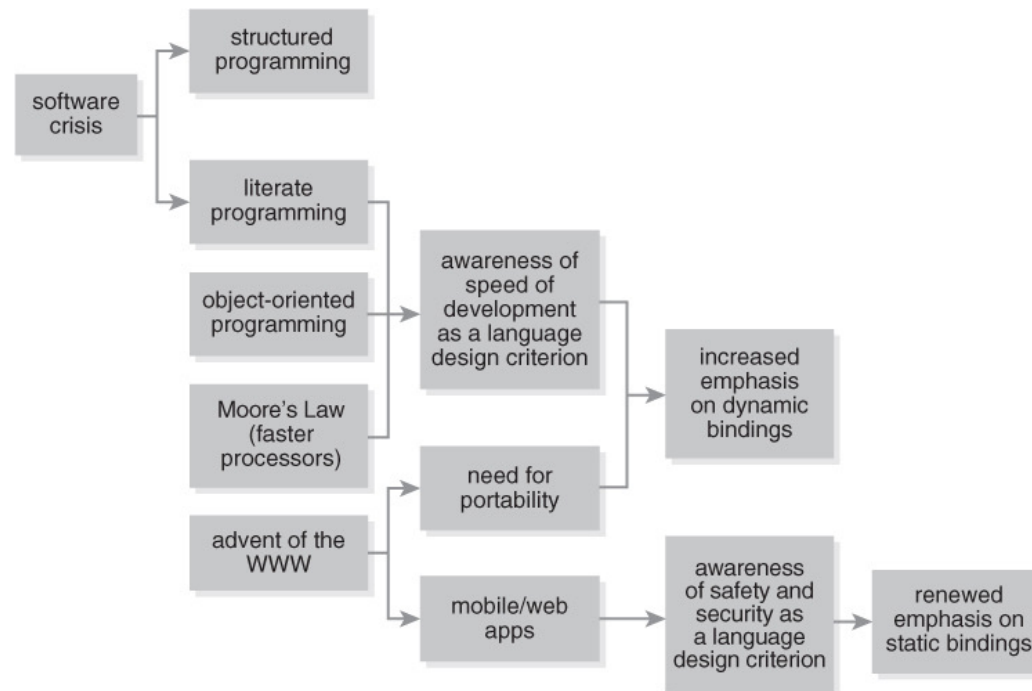 structured
programming
software
crisis
literate
programming
object-oriented
programming
Moore’s Law
(faster
processors)
advent of the
WWW
awareness of
speed of
development
as a language
design criterion
need for
portability
mobile/web
apps
increased
emphasis
on dynamic
bindings
awareness
of safety and
security as
a language
design criterion
renewed
emphasis on
static bindings